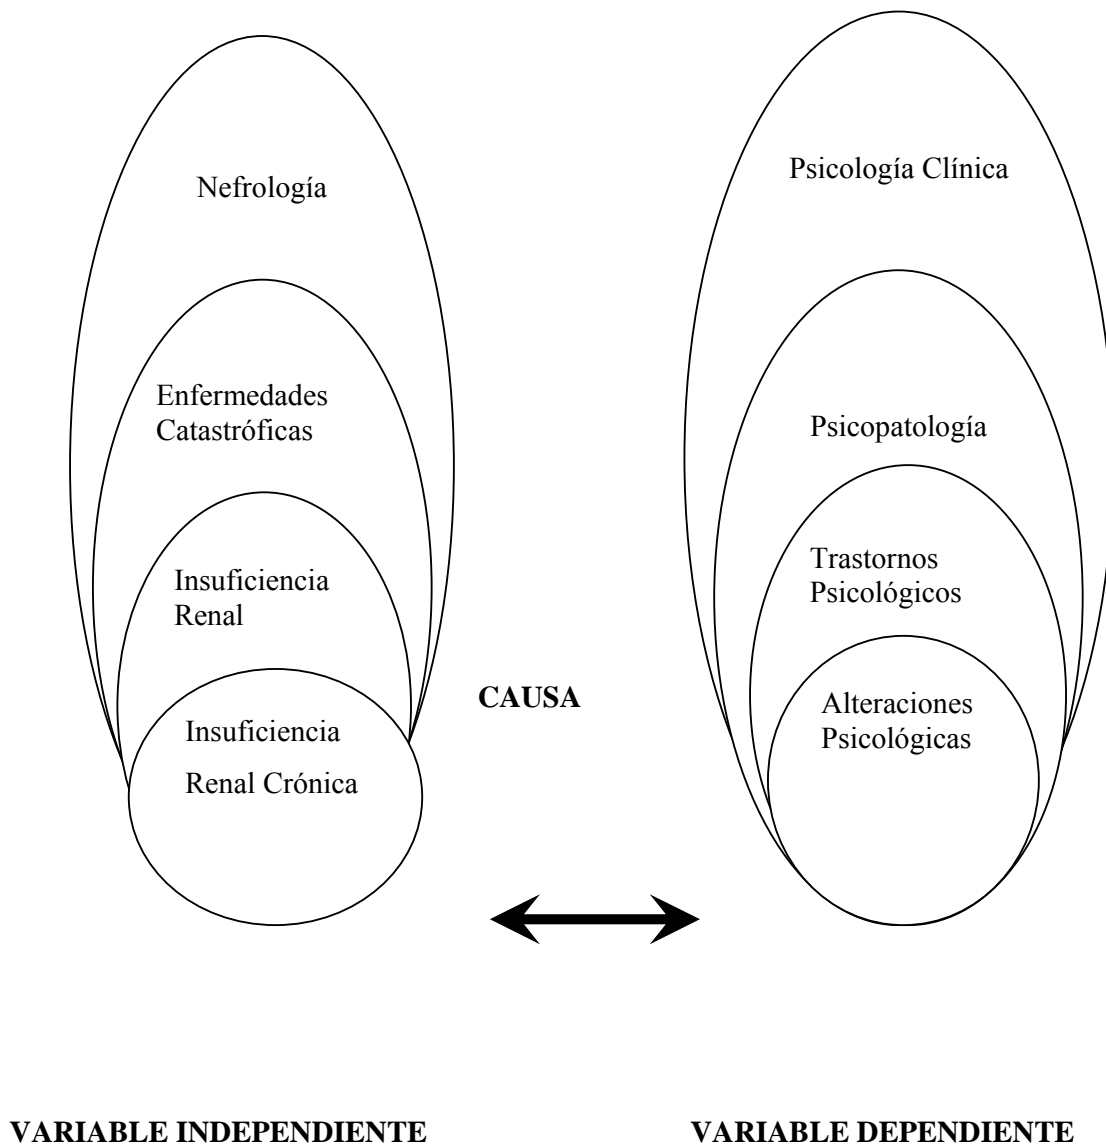 Nefrología
Enfermedades
Catastróficas
Insuficiencia
Renal
Insuficiencia
Renal Crónica
CAUSA
Psicología Clínica
Psicopatología
Trastornos
Psicológicos
Alteraciones
Psicológicas
VARIABLE INDEPENDIENTE
VARIABLE DEPENDIENTE